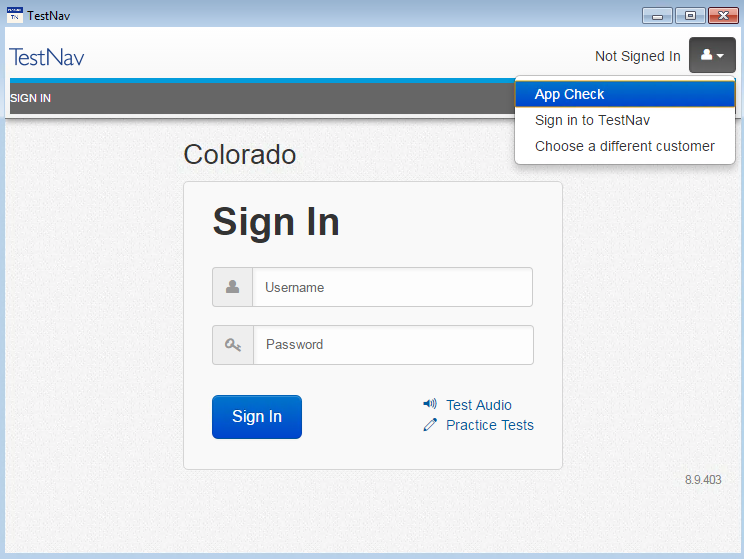 TestNav
TestNav
Not Signed In
SIGN IN
App Check
Sign in to TestNav
Choose a different customer
Colorado
Sign In
Username
Password
Sign In
Test Audio
Practice Tests
8.9.403